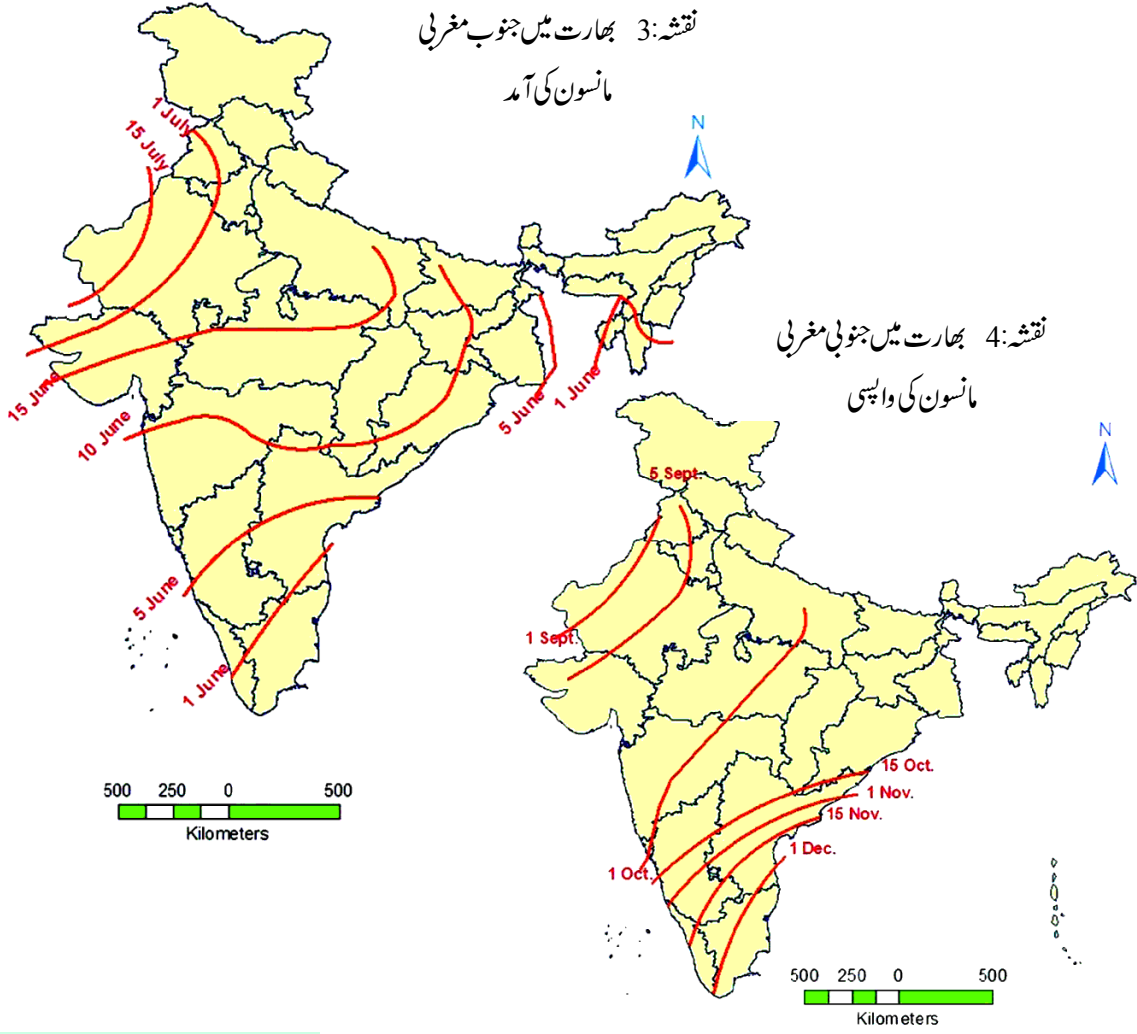 نقشہ:3 بھارت میں جنوب مغربی
مانسون کی آمد
1 July
15 July
N
15 June
10 June
5 June
1 June
5 June
1 June
500 250 0 500
Kilometers
نقشہ:4 بھارت میں جنوبی مغربی
مانسون کی واپسی
N
5 Sept.
1 Sept.
15 Oct.
1 Nov.
15 Nov.
1 Dec.
1 Oct.
500 250 0 500
Kilometers